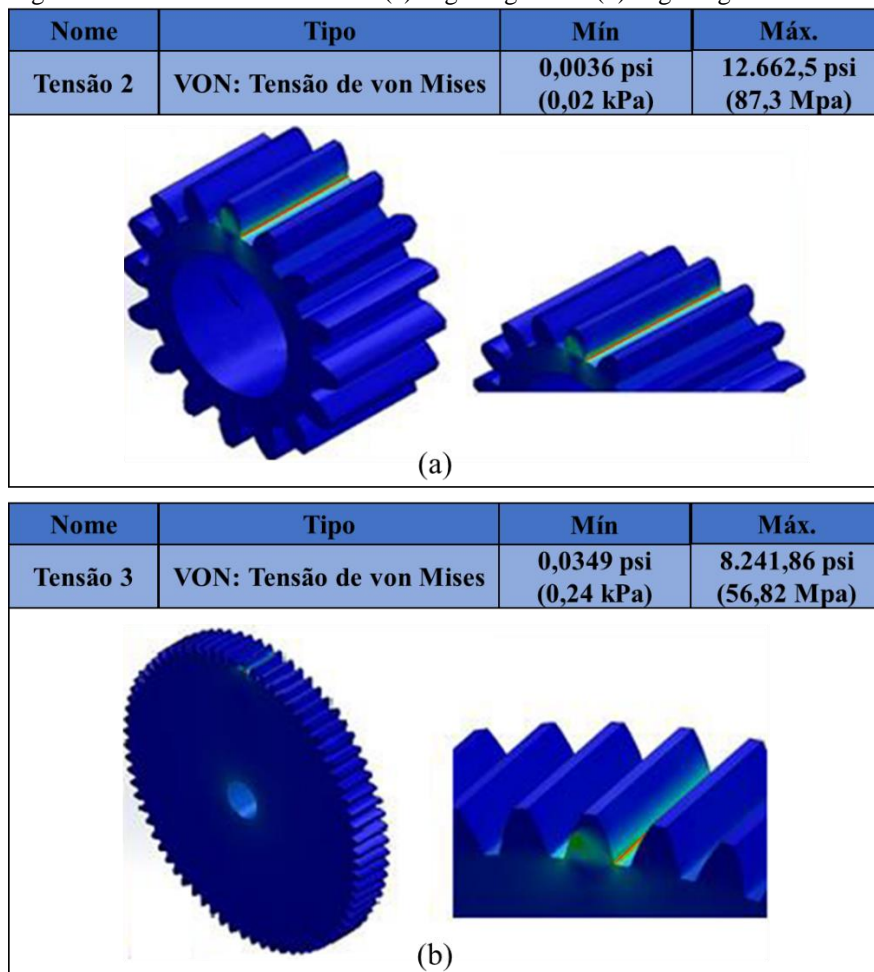 Nome Tipo Mín Máx.
Tensão 2 VON: Tensão de von Mises 0,0036 psi (0,02 kPa) 12.662,5 psi (87,3 Mpa)
(a)
Nome Tipo Mín Máx.
Tensão 3 VON: Tensão de von Mises 0,0349 psi (0,24 kPa) 8.241,86 psi (56,82 Mpa)
(b)